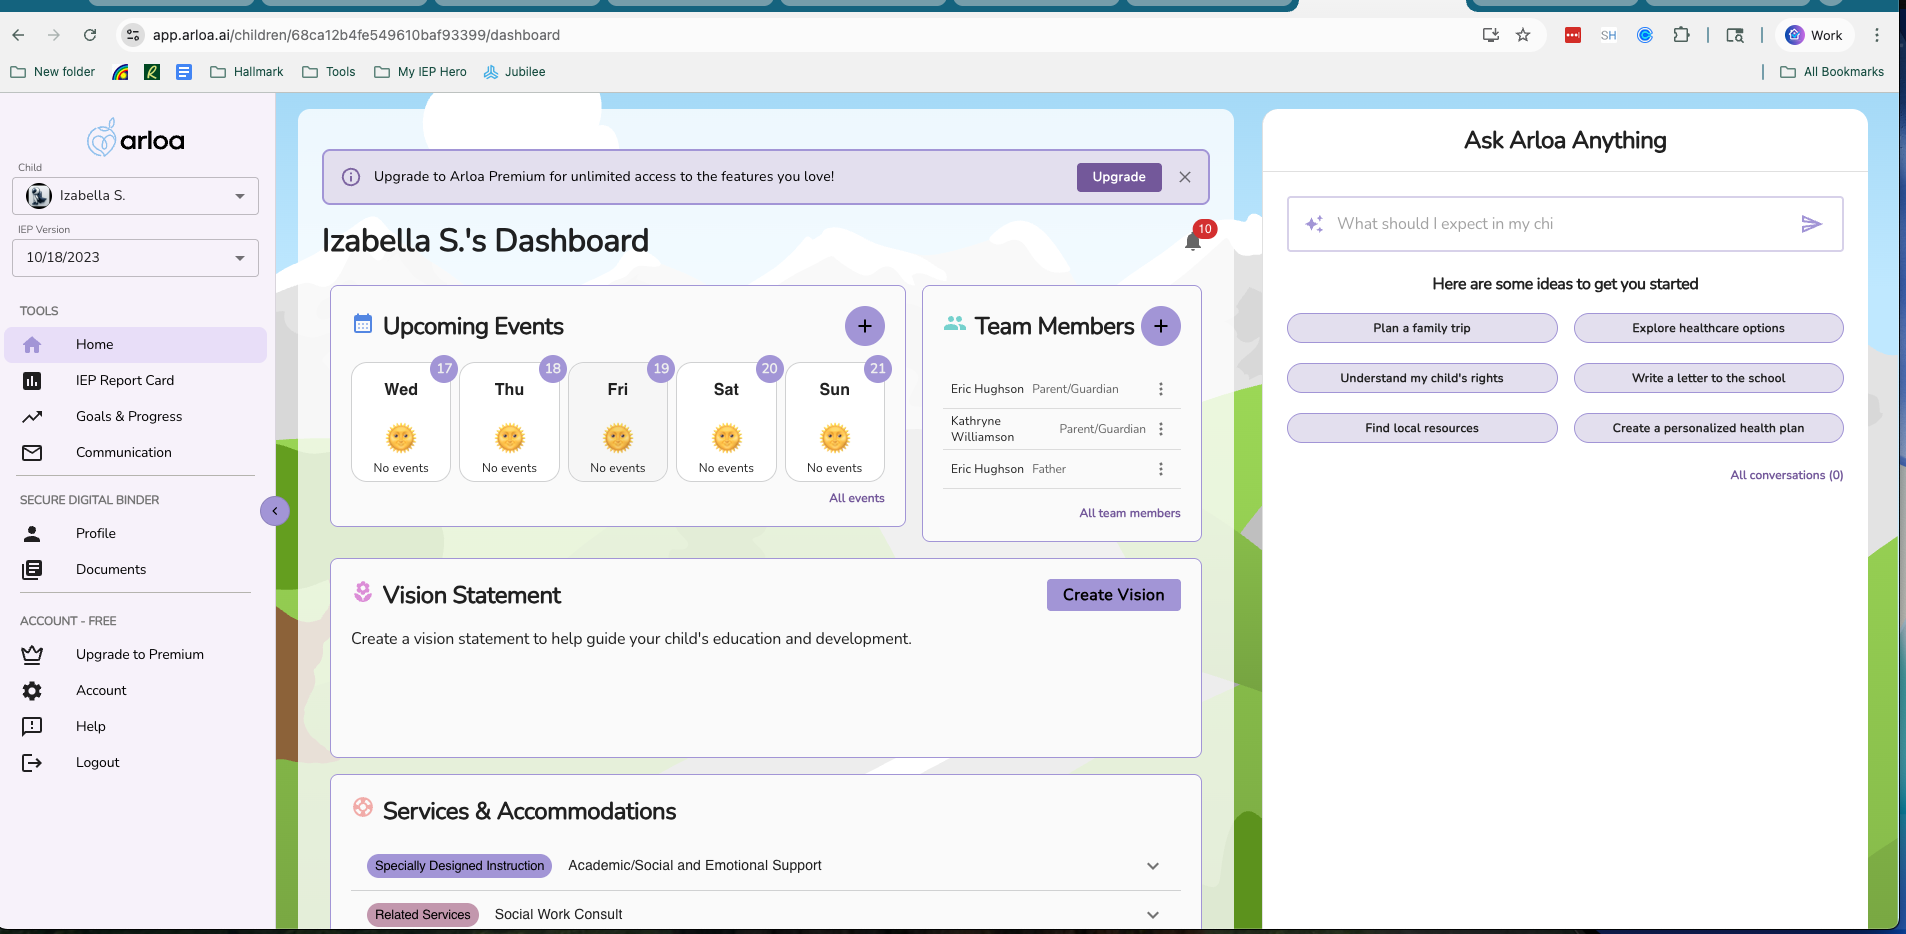 app.arloa.ai/children/68ca12b4fe549610baf93399/dashboard
SH
Work
New folder
Hallmark
Tools
My IEP Hero
Jubilee
All Bookmarks
arloa
Child
Izabella S.
IEP Version
10/18/2023
TOOLS
Home
IEP Report Card
Goals & Progress
Communication
SECURE DIGITAL BINDER
Profile
Documents
ACCOUNT - FREE
Upgrade to Premium
Account
Help
Logout
Upgrade to Arloa Premium for unlimited access to the features you love!
Upgrade
Izabella S.'s Dashboard
10
Upcoming Events
+
17 18 19 20 21
Wed Thu Fri Sat Sun
No events No events No events No events No events
All events
Team Members
+
Eric Hughson Parent/Guardian
Kathryne Williamson Parent/Guardian
Eric Hughson Father
All team members
Vision Statement
Create Vision
Create a vision statement to help guide your child's education and development.
Services & Accommodations
Specially Designed Instruction Academic/Social and Emotional Support
Related Services Social Work Consult
Ask Arloa Anything
What should I expect in my chi
Here are some ideas to get you started
Plan a family trip
Explore healthcare options
Understand my child's rights
Write a letter to the school
Find local resources
Create a personalized health plan
All conversations (0)